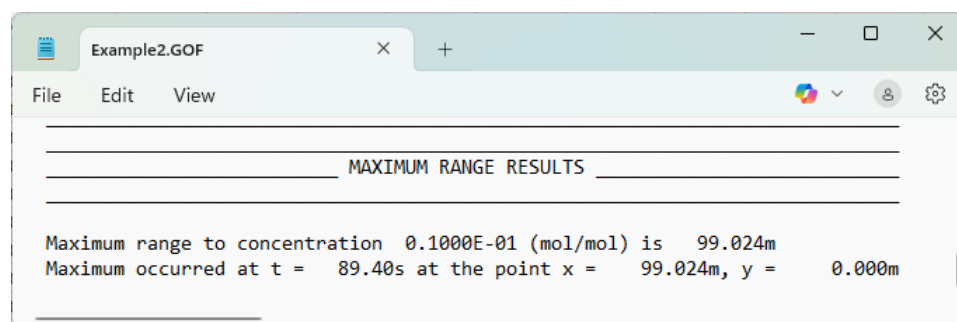 Example2.GOF
File Edit View
MAXIMUM RANGE RESULTS
Maximum range to concentration 0.1000E-01 (mol/mol) is 99.024m
Maximum occurred at t = 89.40s at the point x = 99.024m, y = 0.000m